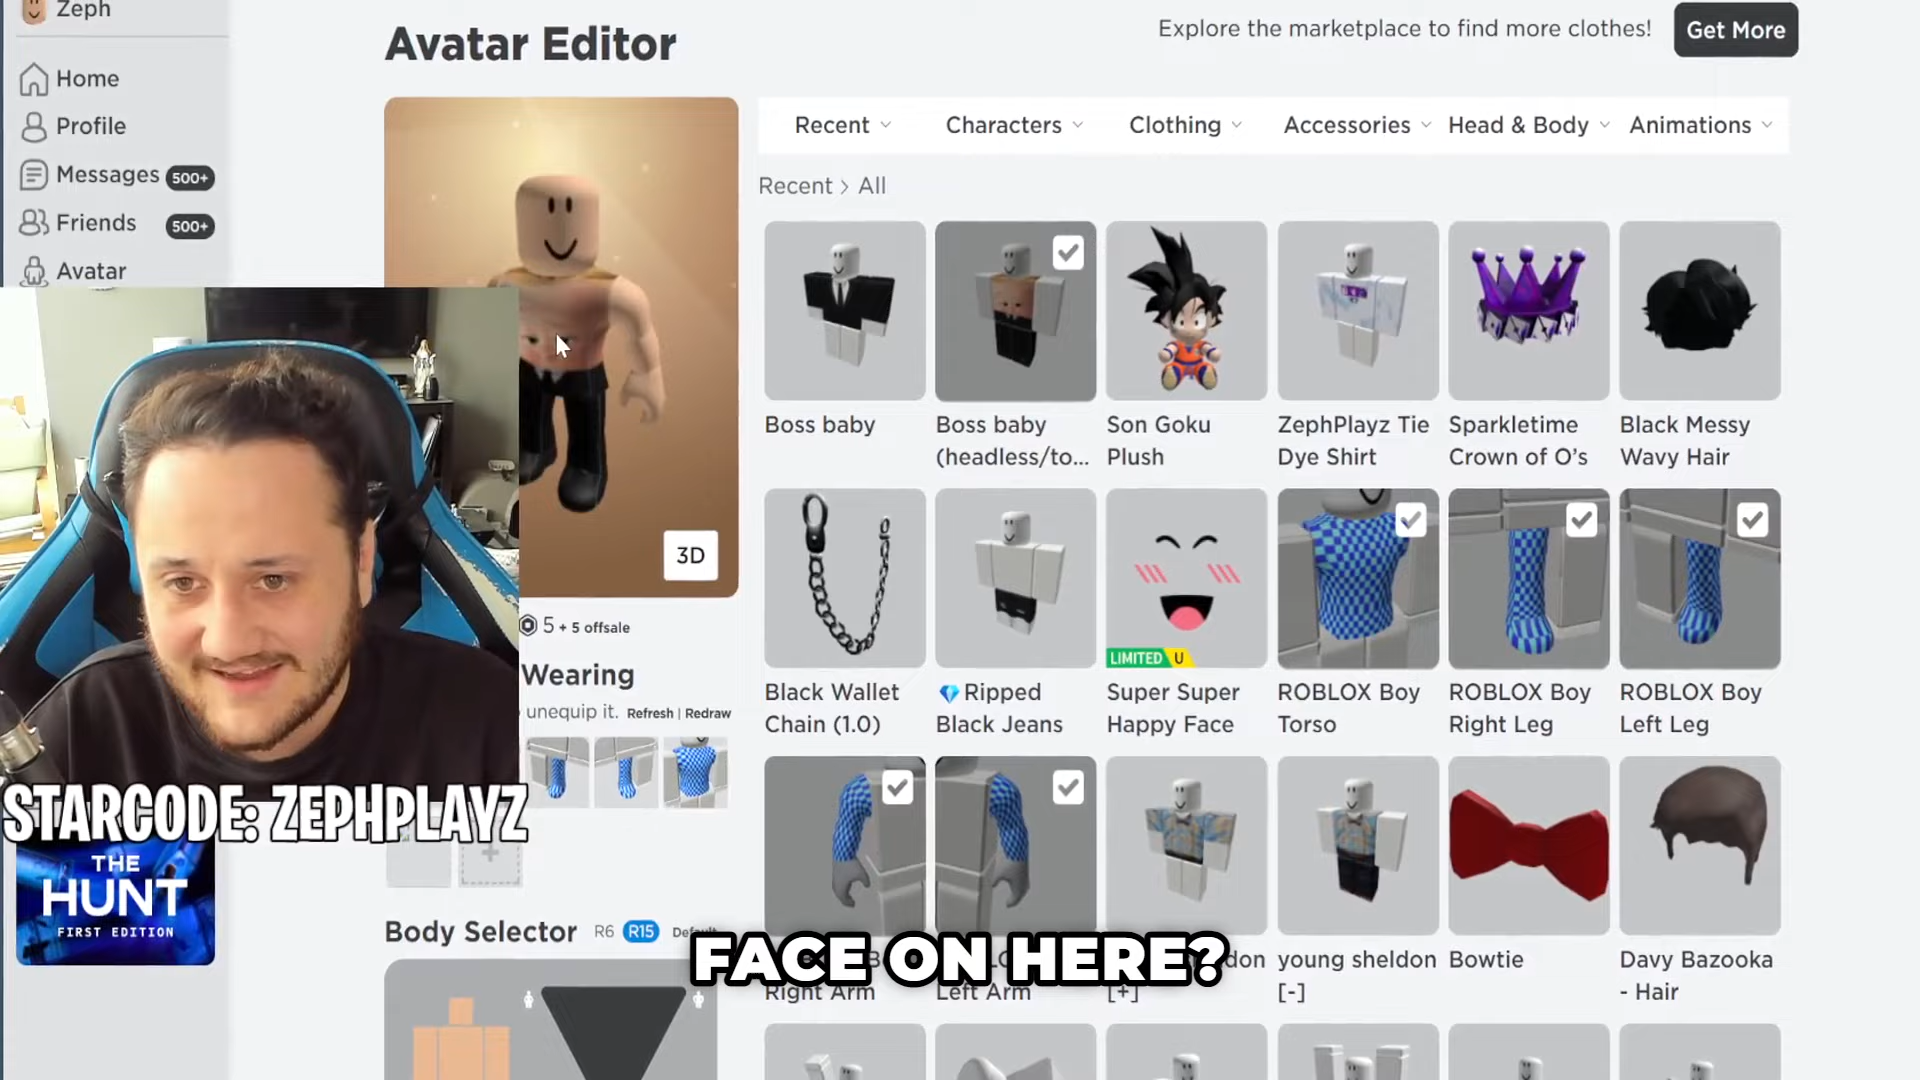 Zeph
Home
Profile
Messages 500+
Friends 500+
Avatar
Avatar Editor
Explore the marketplace to find more clothes!
Get More
Recent
Characters
Clothing
Accessories
Head & Body
Animations
Recent > All
3D
5 + 5 offsale
Wearing
unequip it. Refresh | Redraw
Boss baby
Boss baby
(headless/to...
Son Goku
Plush
ZephPlayz Tie
Dye Shirt
Sparkletime
Crown of O's
Black Messy
Wavy Hair
Black Wallet
Chain (1.0)
Ripped
Black Jeans
LIMITED U
Super Super
Happy Face
ROBLOX Boy
Torso
ROBLOX Boy
Right Leg
ROBLOX Boy
Left Leg
Right Arm
Left Arm
[+]
young sheldon
[-]
Bowtie
Davy Bazooka
- Hair
STARCODE: ZEPHPLAYZ
THE
HUNT
FIRST EDITION
Body Selector R6 R15
FACE ON HERE?